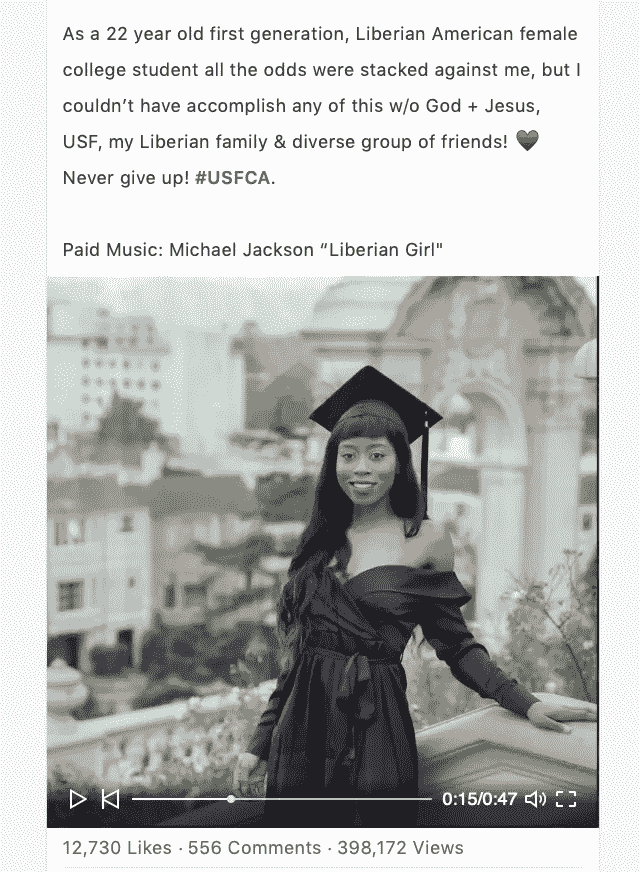 As a 22 year old first generation, Liberian American female
college student all the odds were stacked against me, but I
couldn’t have accomplish any of this w/o God + Jesus,
USF, my Liberian family & diverse group of friends! 🖤
Never give up! #USFCA.
Paid Music: Michael Jackson “Liberian Girl"
0:15/0:47
12,730 Likes · 556 Comments · 398,172 Views